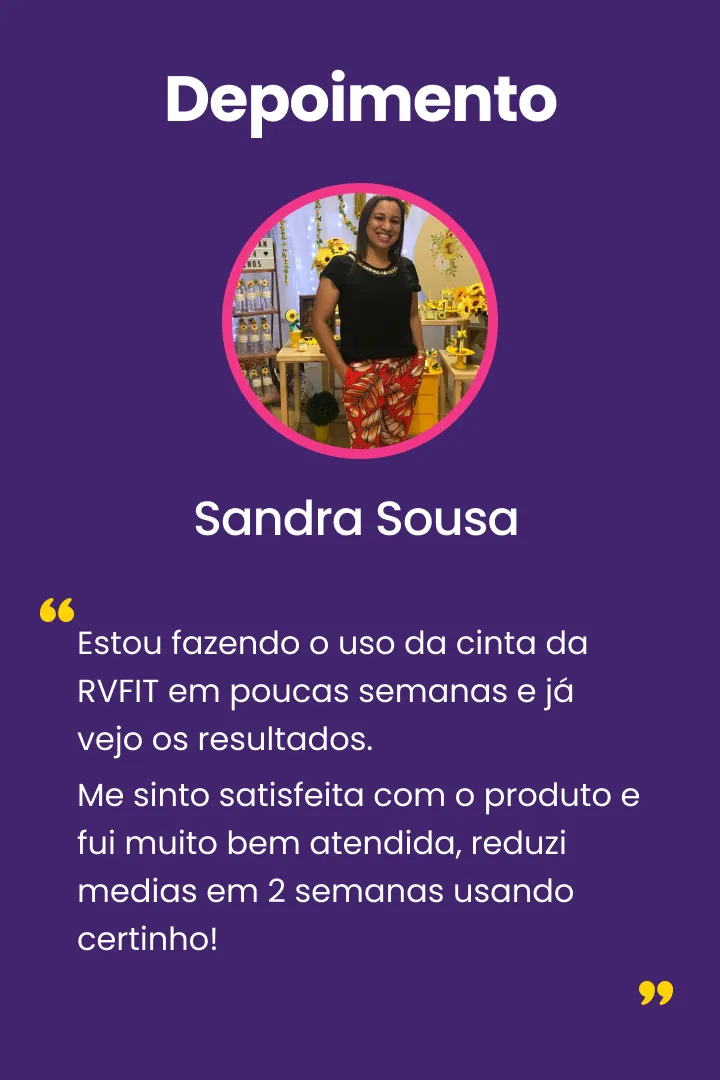 Depoimento
NOS
Sandra Sousa
“
Estou fazendo o uso da cinta da
RVFIT em poucas semanas e já
vejo os resultados.
Me sinto satisfeita com o produto e
fui muito bem atendida, reduzi
medias em 2 semanas usando
certinho!
”